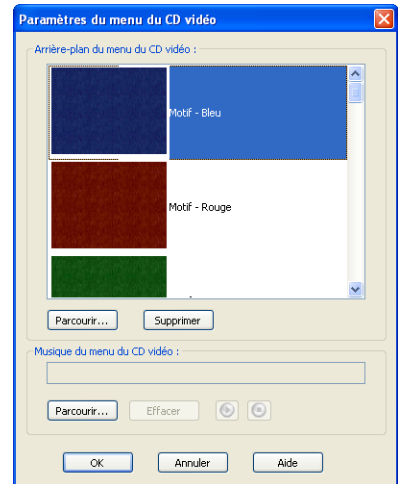 Paramètres du menu du CD vidéo
Arrière-plan du menu du CD vidéo :
Motif - Bleu
Motif - Rouge
Parcourir...
Supprimer
Musique du menu du CD vidéo :
Parcourir...
Effacer
OK
Annuler
Aide